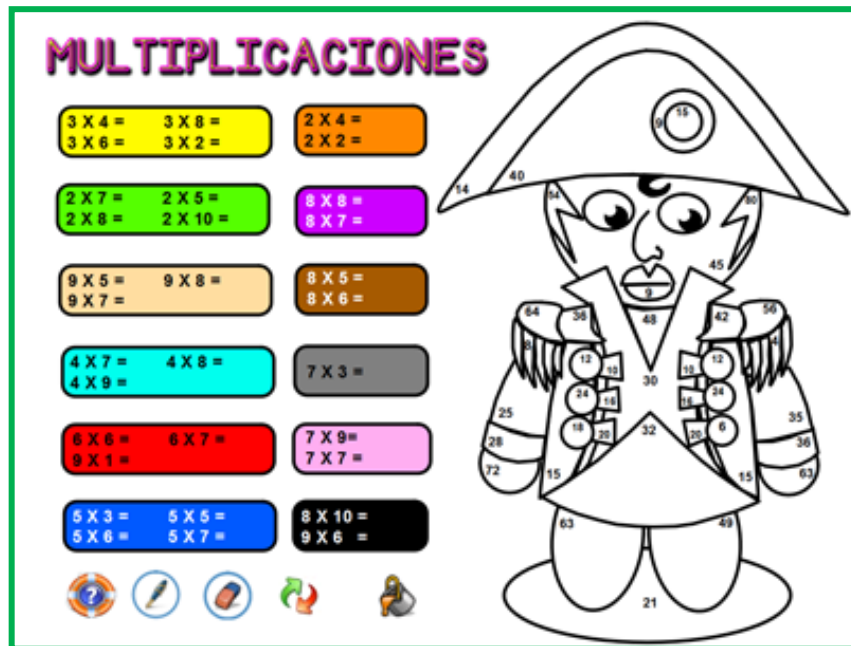 MULTIPLICACIONES
3 X 4 = 3 X 8 =
3 X 6 = 3 X 2 =
2 X 4 =
2 X 2 =
2 X 7 = 2 X 5 =
2 X 8 = 2 X 10 =
8 X 8 =
8 X 7 =
9 X 5 = 9 X 8 =
9 X 7 =
8 X 5 =
8 X 6 =
4 X 7 = 4 X 8 =
4 X 9 =
7 X 3 =
6 X 6 = 6 X 7 =
9 X 1 =
7 X 9=
7 X 7 =
5 X 3 = 5 X 5 =
5 X 6 = 5 X 7 =
8 X 10 =
9 X 6 =
?
15
9
40
14
54
80
45
9
64
36
48
42
56
8
4
12
10
10
12
30
24
16
16
24
25
35
18
20
32
20
6
28
36
72
15
15
63
63
49
21